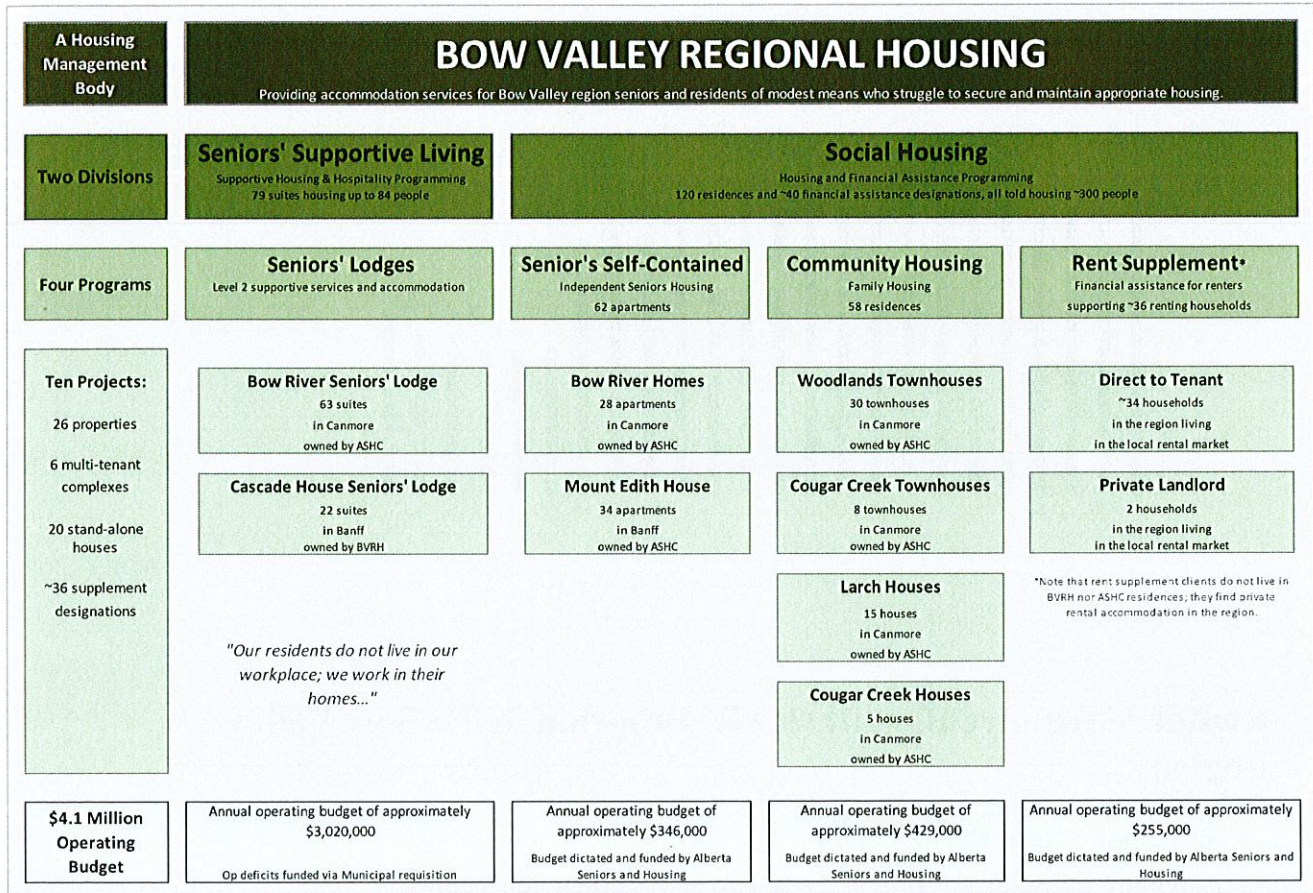 A Housing
Management
Body
BOW VALLEY REGIONAL HOUSING
Providing accommodation services for Bow Valley region seniors and residents of modest means who struggle to secure and maintain appropriate housing.
Two Divisions
Seniors' Supportive Living
Supportive Housing & Hospitality Programming
79 suites housing up to 84 people
Social Housing
Housing and Financial Assistance Programming
120 residences and ~40 financial assistance designations, all told housing ~300 people
Four Programs
Seniors' Lodges
Level 2 supportive services and accommodation
Senior's Self-Contained
Independent Seniors Housing
62 apartments
Community Housing
Family Housing
58 residences
Rent Supplement*
Financial assistance for renters
supporting ~36 renting households
Ten Projects:
26 properties
6 multi-tenant
complexes
20 stand-alone
houses
~36 supplement
designations
Bow River Seniors' Lodge
63 suites
in Canmore
owned by ASHC
Cascade House Seniors' Lodge
22 suites
in Banff
owned by BVRH
"Our residents do not live in our
workplace; we work in their
homes..."
Bow River Homes
28 apartments
in Canmore
owned by ASHC
Mount Edith House
34 apartments
in Banff
owned by ASHC
Woodlands Townhouses
30 townhouses
in Canmore
owned by ASHC
Cougar Creek Townhouses
8 townhouses
in Canmore
owned by ASHC
Larch Houses
15 houses
in Canmore
owned by ASHC
Cougar Creek Houses
5 houses
in Canmore
owned by ASHC
Direct to Tenant
~34 households
in the region living
in the local rental market
Private Landlord
2 households
in the region living
in the local rental market
*Note that rent supplement clients do not live in
BVRH nor ASHC residences; they find private
rental accommodation in the region.
$4.1 Million
Operating
Budget
Annual operating budget of approximately
$3,020,000
Op deficits funded via Municipal requisition
Annual operating budget of
approximately $346,000
Budget dictated and funded by Alberta
Seniors and Housing
Annual operating budget of
approximately $429,000
Budget dictated and funded by Alberta
Seniors and Housing
Annual operating budget of approximately
$255,000
Budget dictated and funded by Alberta Seniors and
Housing